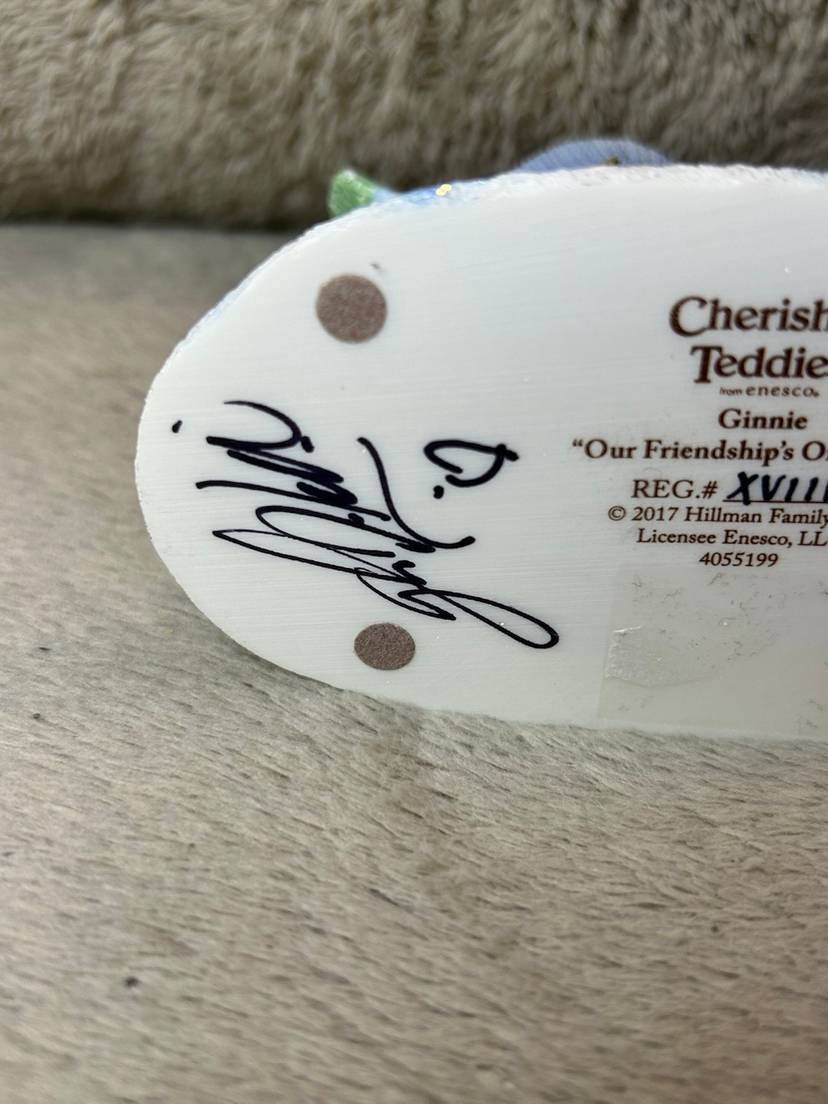 Cherish
Teddie
from enesco.
Ginnie
“Our Friendship’s O
REG.# XVIII
© 2017 Hillman Family
Licensee Enesco, LL
4055199